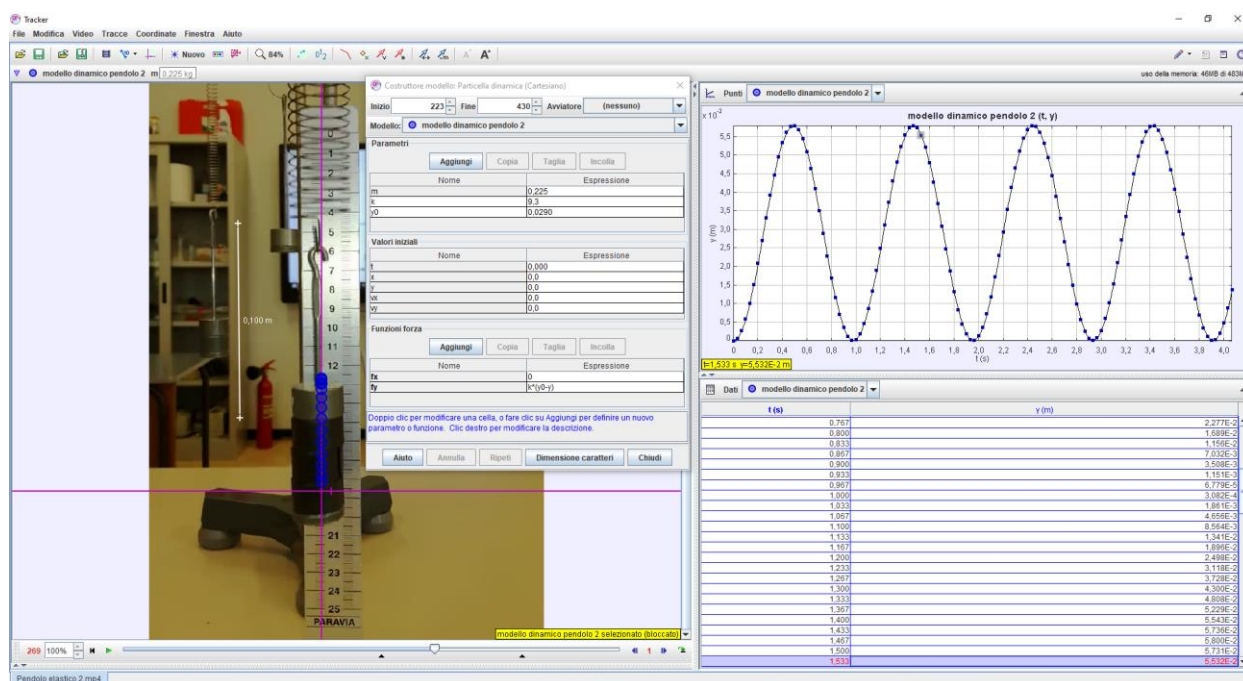 Tracker
File Modifica Video Tracce Coordinate Finestra Aiuto
Nuovo 84%
modello dinamico pendolo 2 m 0,225 kg
uso della memoria: 46MB di 483M
Costruttore modello: Particella dinamica (Cartesiano)
Inizio 223 Fine 430 Avviatore (nessuno)
Modello: modello dinamico pendolo 2
Parametri
Aggiungi Copia Taglia Incolla
Nome Espressione
m 0,225
k 9,3
y0 0,0290
Valori iniziali
Nome Espressione
t 0,000
x 0,0
y 0,0
vx 0,0
vy 0,0
Funzioni forza
Aggiungi Copia Taglia Incolla
Nome Espressione
fx 0
fy k*(y0-y)
Doppio clic per modificare una cella, o fare clic su Aggiungi per definire un nuovo
parametro o funzione. Clic destro per modificare la descrizione.
Aiuto Annulla Ripeti Dimensione caratteri Chiudi
0
1
2
3
4
5
6
7
8
9
10
11
12
21
22
23
24
25
PARAVIA
0,100 m
modello dinamico pendolo 2 selezionato (bloccato)
269 100%
1
Pendolo elastico 2.mp4
Punti modello dinamico pendolo 2
x 10⁻²
modello dinamico pendolo 2 (t, y)
5,5
5,0
4,5
4,0
3,5
3,0
2,5
2,0
1,5
1,0
0,5
0
y (m)
0 0,2 0,4 0,6 0,8 1,0 1,2 1,4 1,6 1,8 2,0 2,2 2,4 2,6 2,8 3,0 3,2 3,4 3,6 3,8 4,0
t (s)
t=1,533 s y=5,532E-2 m
Dati modello dinamico pendolo 2
t (s) y (m)
0,767 2,277E-2
0,800 1,689E-2
0,833 1,156E-2
0,867 7,032E-3
0,900 3,508E-3
0,933 1,151E-3
0,967 6,779E-5
1,000 3,082E-4
1,033 1,861E-3
1,067 4,656E-3
1,100 8,564E-3
1,133 1,341E-2
1,167 1,896E-2
1,200 2,498E-2
1,233 3,118E-2
1,267 3,728E-2
1,300 4,300E-2
1,333 4,808E-2
1,367 5,229E-2
1,400 5,543E-2
1,433 5,736E-2
1,467 5,800E-2
1,500 5,731E-2
1,533 5,532E-2